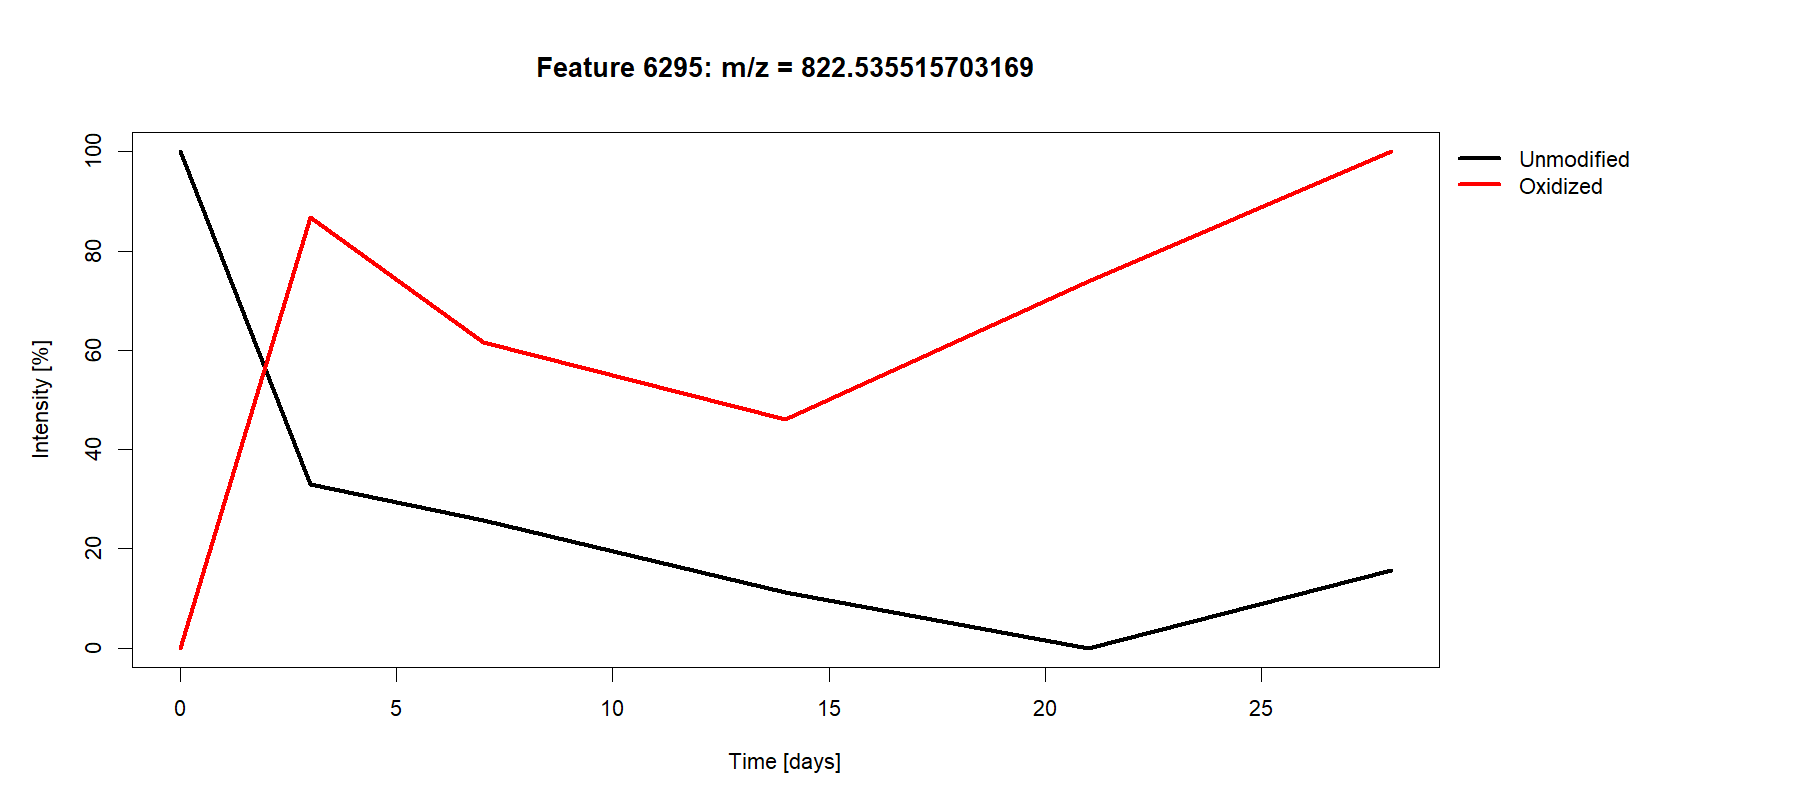 Feature 6295: m/z = 822.535515703169
Unmodified
Oxidized
Intensity [%]
100
80
60
40
20
0
0 5 10 15 20 25
Time [days]